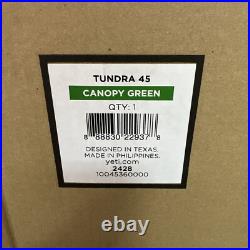 TUNDRA 45
CANOPY GREEN
QTY: 1
8 88830 22937 8
DESIGNED IN TEXAS.
MADE IN PHILIPPINES.
yeti.com
2428
10045360000